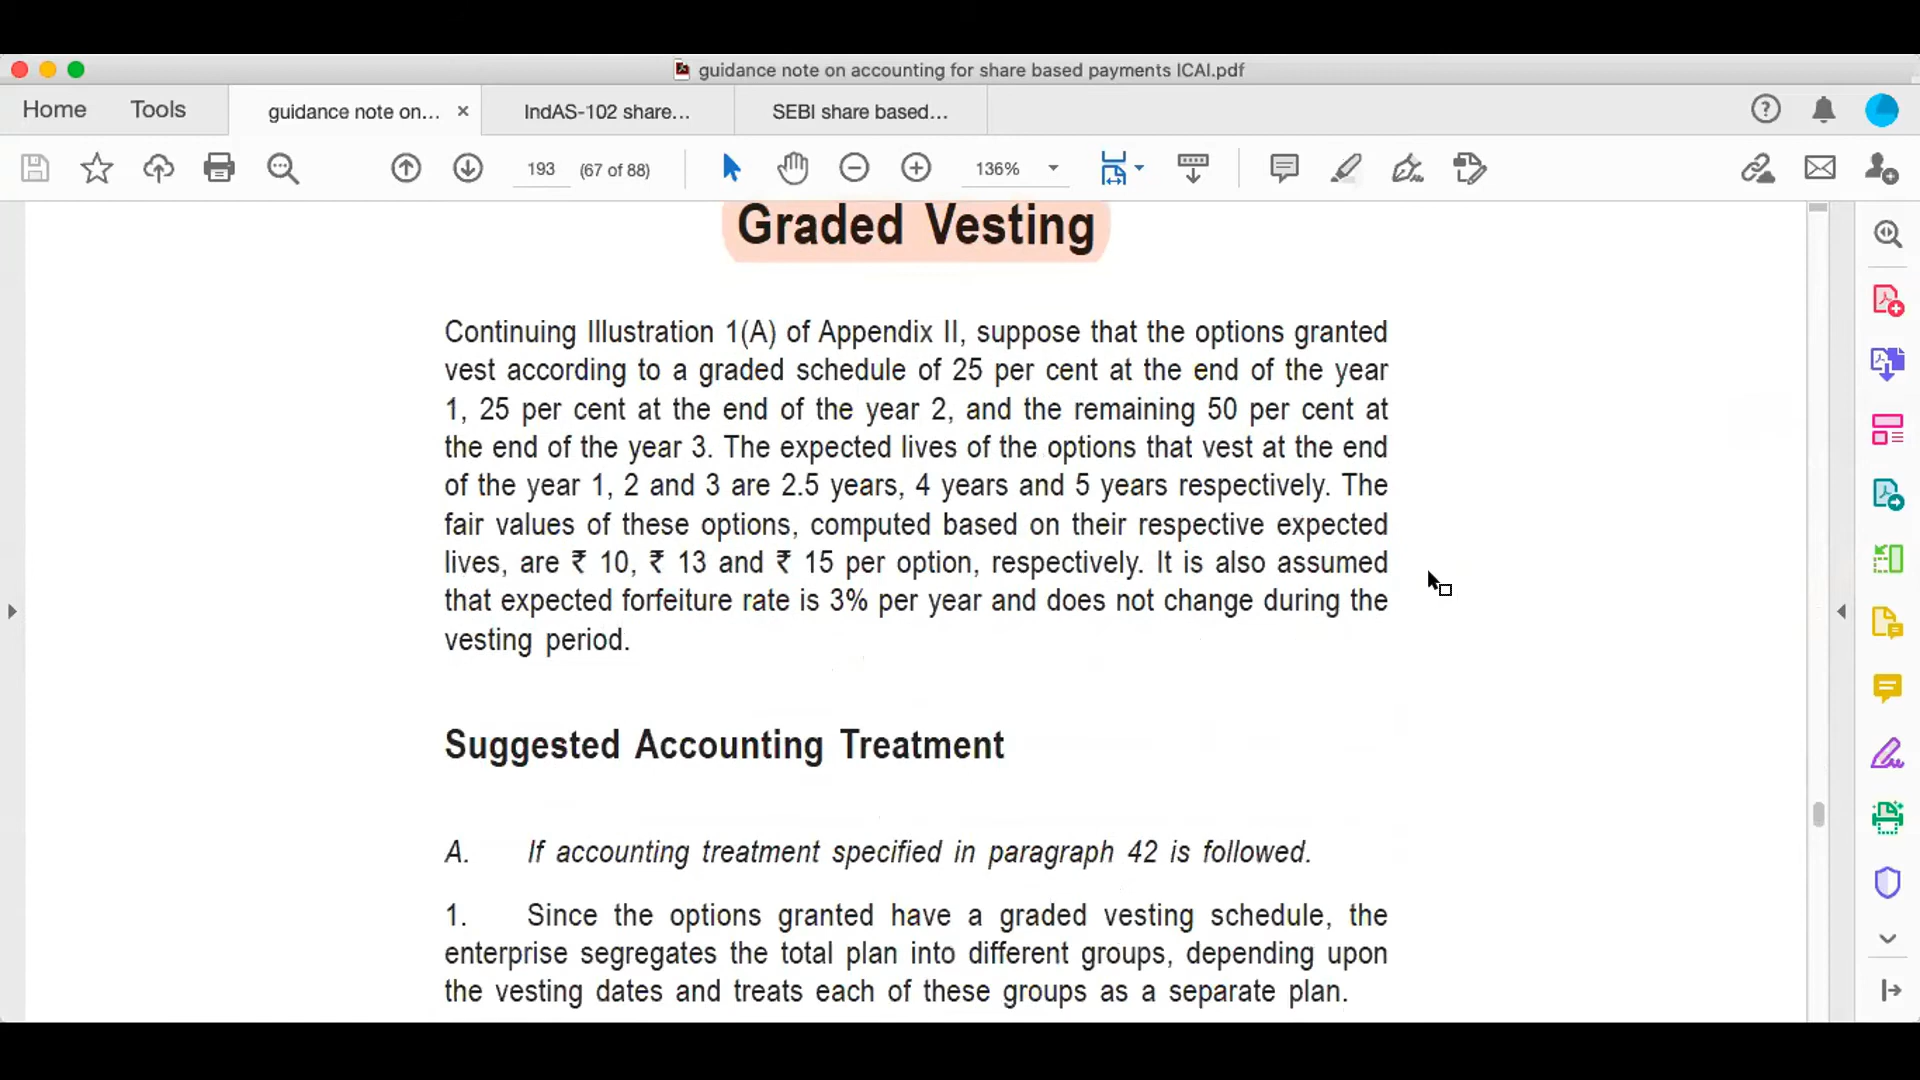 guidance note on accounting for share based payments ICAI.pdf
Home
Tools
guidance note on...
IndAS-102 share...
SEBI share based...
193
(67 of 88)
136%
Graded Vesting
Continuing Illustration 1(A) of Appendix II, suppose that the options granted
vest according to a graded schedule of 25 per cent at the end of the year
1, 25 per cent at the end of the year 2, and the remaining 50 per cent at
the end of the year 3. The expected lives of the options that vest at the end
of the year 1, 2 and 3 are 2.5 years, 4 years and 5 years respectively. The
fair values of these options, computed based on their respective expected
lives, are ₹ 10, ₹ 13 and ₹ 15 per option, respectively. It is also assumed
that expected forfeiture rate is 3% per year and does not change during the
vesting period.
Suggested Accounting Treatment
A. If accounting treatment specified in paragraph 42 is followed.
1. Since the options granted have a graded vesting schedule, the
enterprise segregates the total plan into different groups, depending upon
the vesting dates and treats each of these groups as a separate plan.